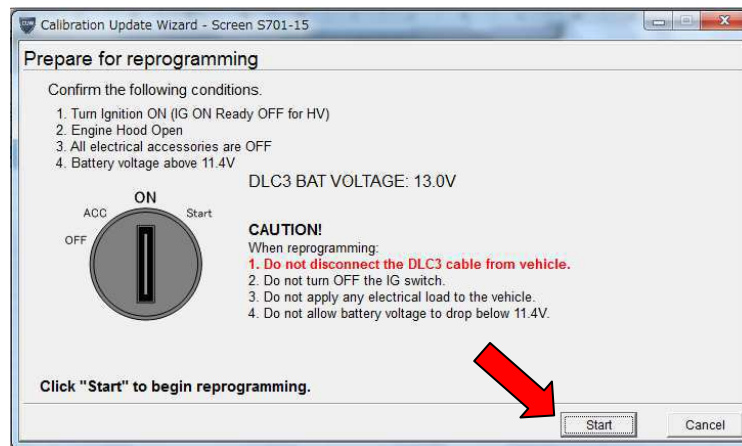 Calibration Update Wizard - Screen S701-15
Prepare for reprogramming
Confirm the following conditions.
1. Turn Ignition ON (IG ON Ready OFF for HV)
2. Engine Hood Open
3. All electrical accessories are OFF
4. Battery voltage above 11.4V
DLC3 BAT VOLTAGE: 13.0V
ON
ACC
Start
OFF
CAUTION!
When reprogramming:
1. Do not disconnect the DLC3 cable from vehicle.
2. Do not turn OFF the IG switch.
3. Do not apply any electrical load to the vehicle.
4. Do not allow battery voltage to drop below 11.4V.
Click "Start" to begin reprogramming.
Start
Cancel